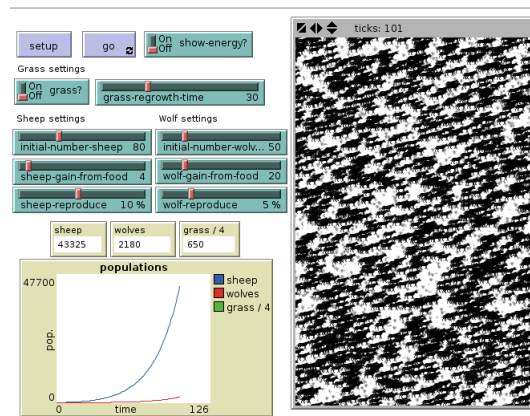 ticks: 101
setup
go
On
Off
show-energy?
Grass settings
On
Off
grass?
grass-regrowth-time 30
Sheep settings
Wolf settings
initial-number-sheep 80
initial-number-wolv... 50
sheep-gain-from-food 4
wolf-gain-from-food 20
sheep-reproduce 10 %
wolf-reproduce 5 %
sheep
43325
wolves
2180
grass / 4
650
populations
47700
pop.
0
0
time
126
sheep
wolves
grass / 4